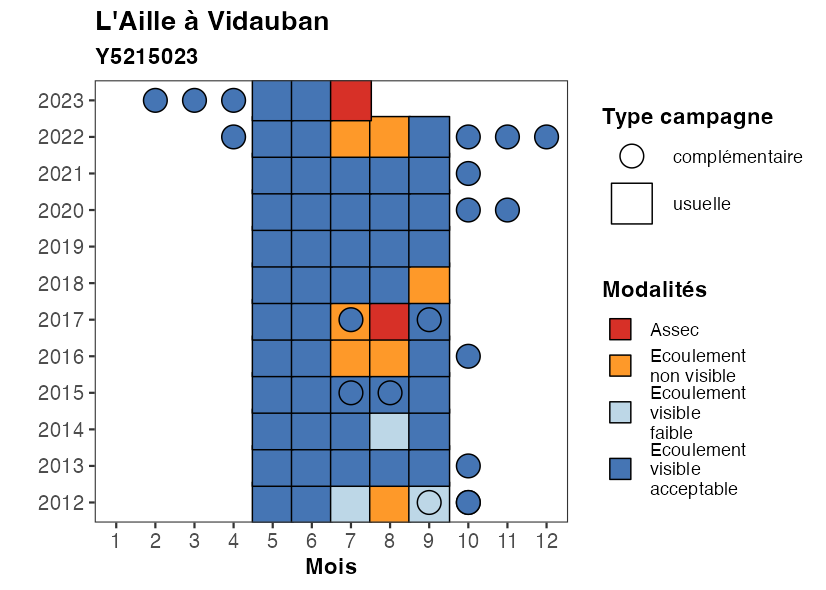 L'Aille à Vidauban
Y5215023
2023
2022
2021
2020
2019
2018
2017
2016
2015
2014
2013
2012
1 2 3 4 5 6 7 8 9 10 11 12
Mois
Type campagne
complémentaire
usuelle
Modalités
Assec
Ecoulement
non visible
Ecoulement
visible
faible
Ecoulement
visible
acceptable